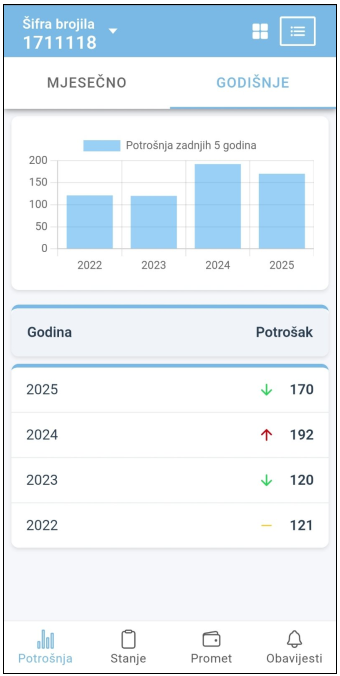 Šifra brojila
1711118
MJESEČNO GODIŠNJE
Potrošnja zadnjih 5 godina
200
150
100
50
0
2022 2023 2024 2025
Godina Potrošak
2025 170
2024 192
2023 120
2022 121
Potrošnja Stanje Promet Obavijesti